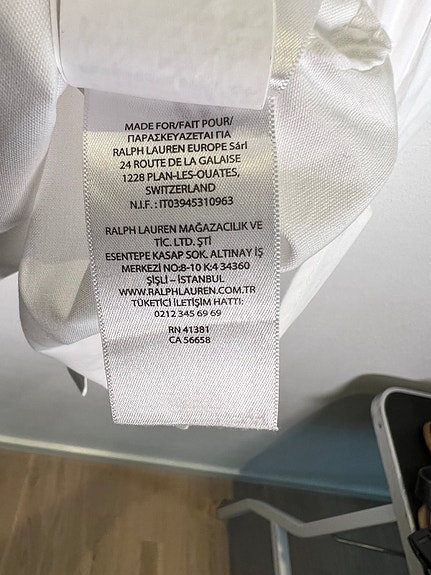 MADE FOR/FAIT POUR/
ΠΑΡΑΣΚΕΥΑΖΕΤΑΙ ΓΙΑ
RALPH LAUREN EUROPE Sárl
24 ROUTE DE LA GALAISE
1228 PLAN-LES-OUATES,
SWITZERLAND
N.I.F. : IT03945310963
RALPH LAUREN MAĞAZACILIK VE
TİC. LTD. ŞTİ
ESENTEPE KASAP SOK. ALTINAY İŞ
MERKEZİ NO:8-10 K:4 34360
ŞİŞLİ – İSTANBUL
WWW.RALPHLAUREN.COM.TR
TÜKETİCİ İLETİŞİM HATTI:
0212 345 69 69
RN 41381
CA 56658